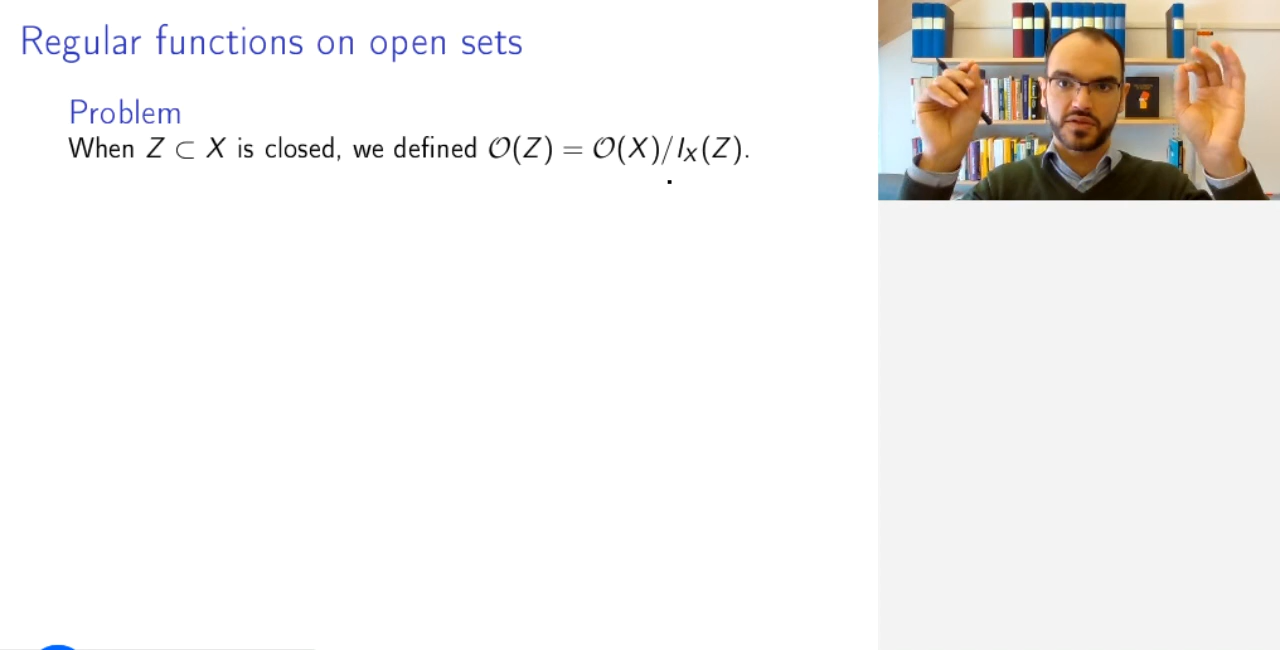 Regular functions on open sets
Problem
When Z ⊂ X is closed, we defined 𝒪(Z) = 𝒪(X)/I_X(Z).